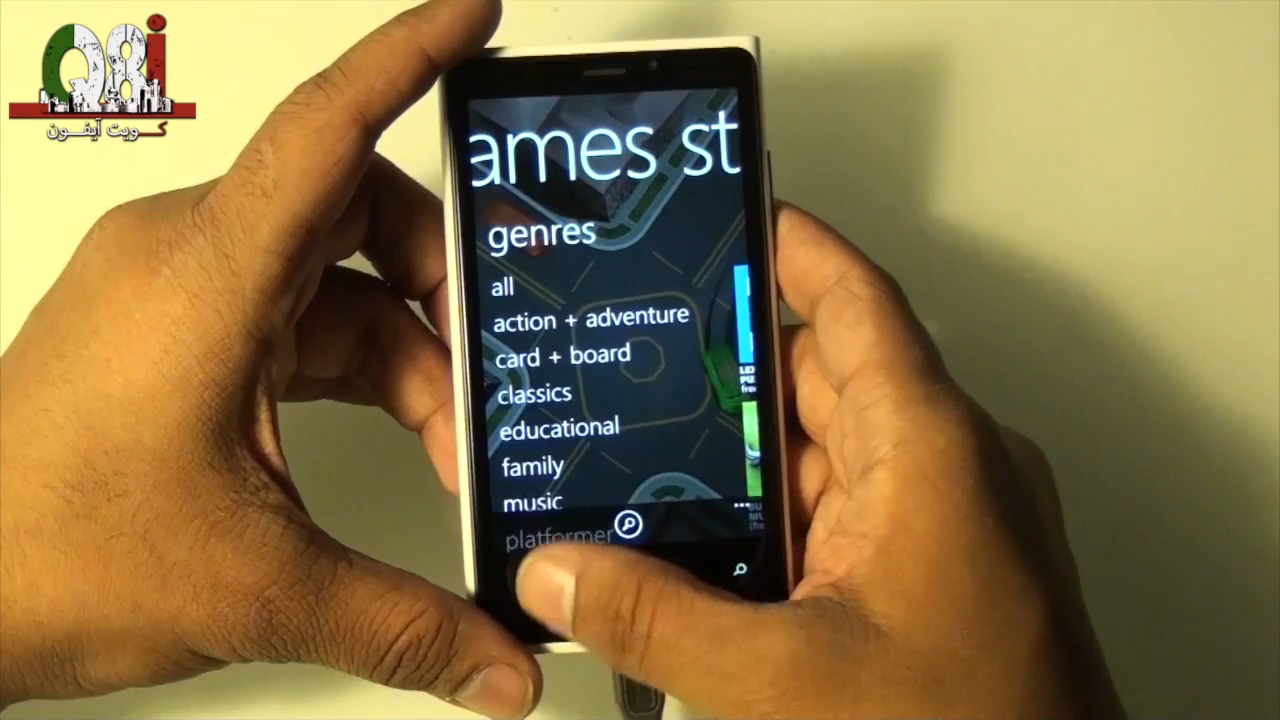 Q8i
كويت آيفون
ames st
genres
all
action + adventure
card + board
classics
educational
family
music
platformer